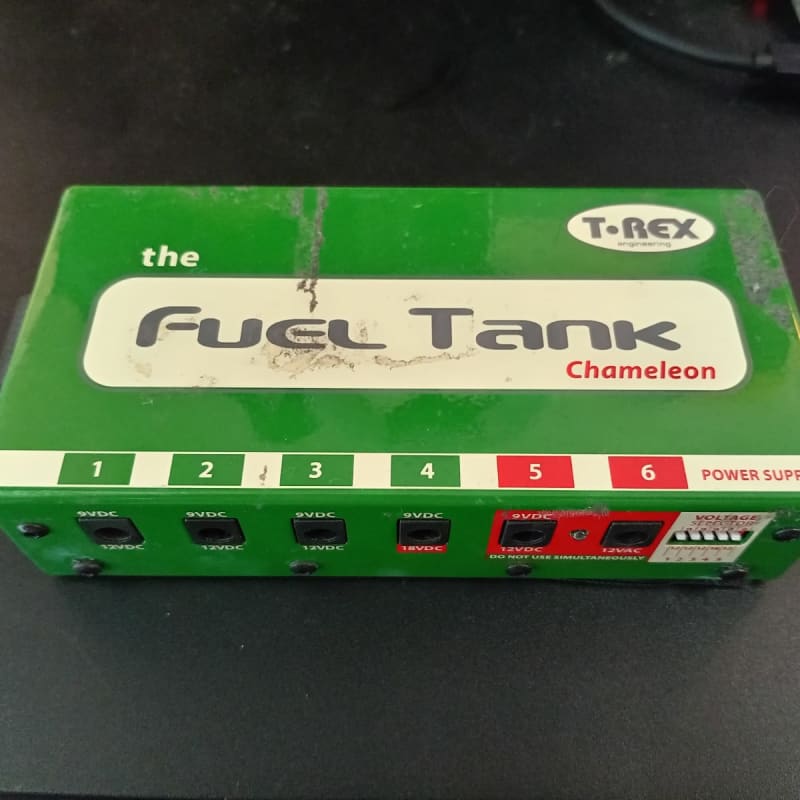 T·REX
engineering
the
Fuel Tank
Chameleon
1 2 3 4 5 6 POWER SUPP
9VDC 9VDC 9VDC 9VDC 9VDC VOLTAGE
12VDC 12VDC 12VDC 18VDC 12VDC 12VAC
DO NOT USE SIMULTANEOUSLY